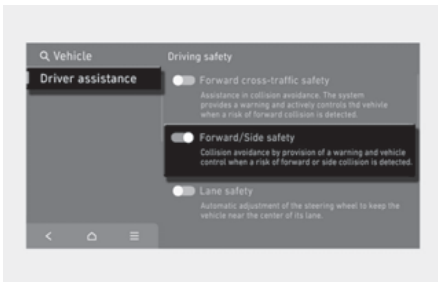 Vehicle
Driver assistance
Driving safety
Forward cross-traffic safety
Assistance in collision avoidance. The system
provides a warning and actively controls thd vehivle
when a risk of forward collision is detected.
Forward/Side safety
Collision avoidance by provision of a warning and vehicle
control when a risk of forward or side collision is detected.
Lane safety
Automatic adjustment of the steering wheel to keep the
vehicle near the center of its lane.